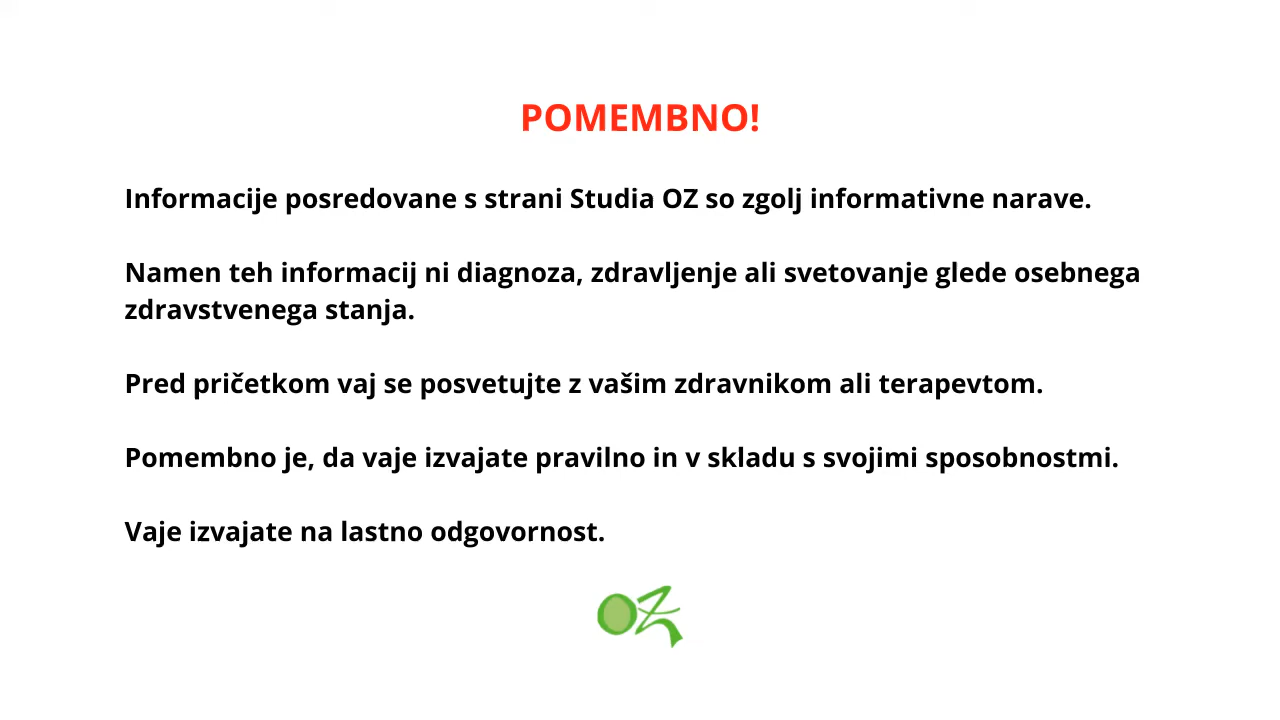 POMEMBNO!
Informacije posredovane s strani Studia OZ so zgolj informativne narave.
Namen teh informacij ni diagnoza, zdravljenje ali svetovanje glede osebnega
zdravstvenega stanja.
Pred pričetkom vaj se posvetujte z vašim zdravnikom ali terapevtom.
Pomembno je, da vaje izvajate pravilno in v skladu s svojimi sposobnostmi.
Vaje izvajate na lastno odgovornost.
OZ